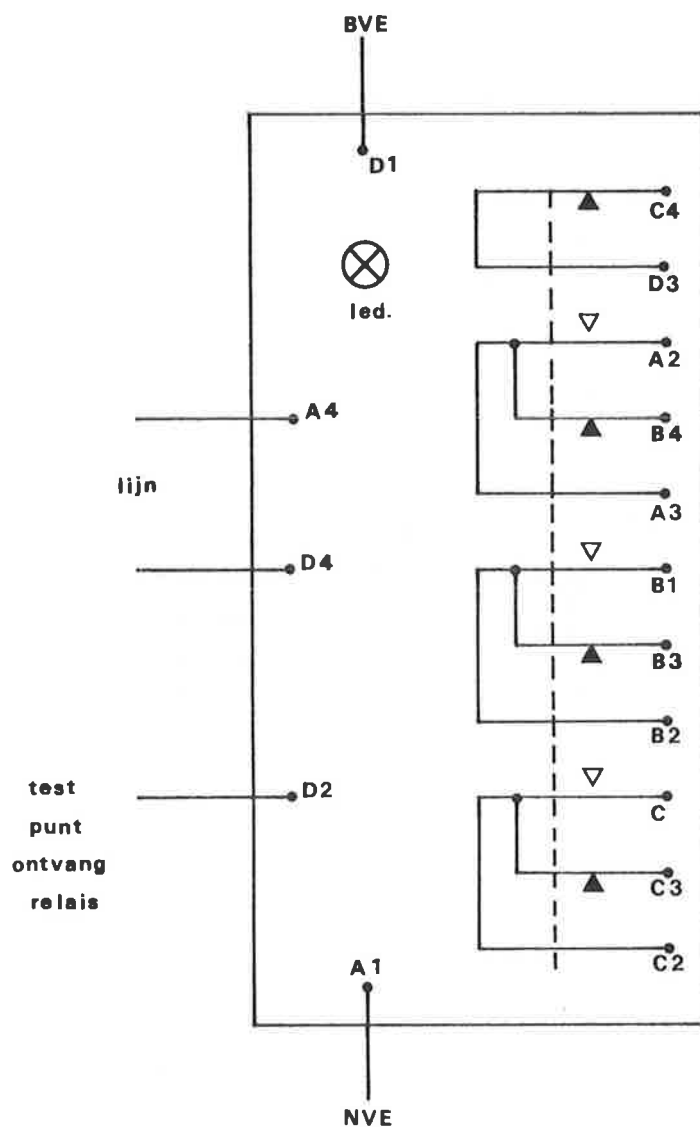 BVE
D1
C4
D3
led.
A2
A4
B4
lijn
A3
D4
B1
B3
B2
test
D2
C
punt
ontvang
C3
relais
A1
C2
NVE